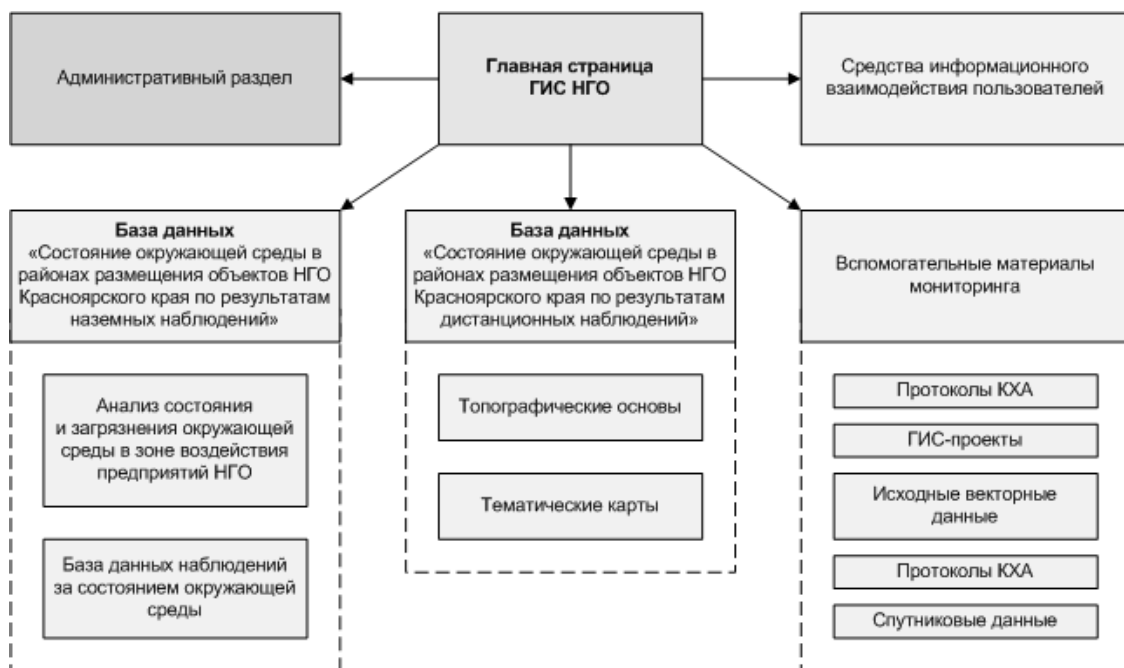 Административный раздел
Главная страница
ГИС НГО
Средства информационного
взаимодействия пользователей
База данных
«Состояние окружающей среды в
районах размещения объектов НГО
Красноярского края по результатам
наземных наблюдений»
База данных
«Состояние окружающей среды в
районах размещения объектов НГО
Красноярского края по результатам
дистанционных наблюдений»
Вспомогательные материалы
мониторинга
Анализ состояния
и загрязнения окружающей
среды в зоне воздействия
предприятий НГО
База данных наблюдений
за состоянием окружающей
среды
Топографические основы
Тематические карты
Протоколы КХА
ГИС-проекты
Исходные векторные
данные
Протоколы КХА
Спутниковые данные